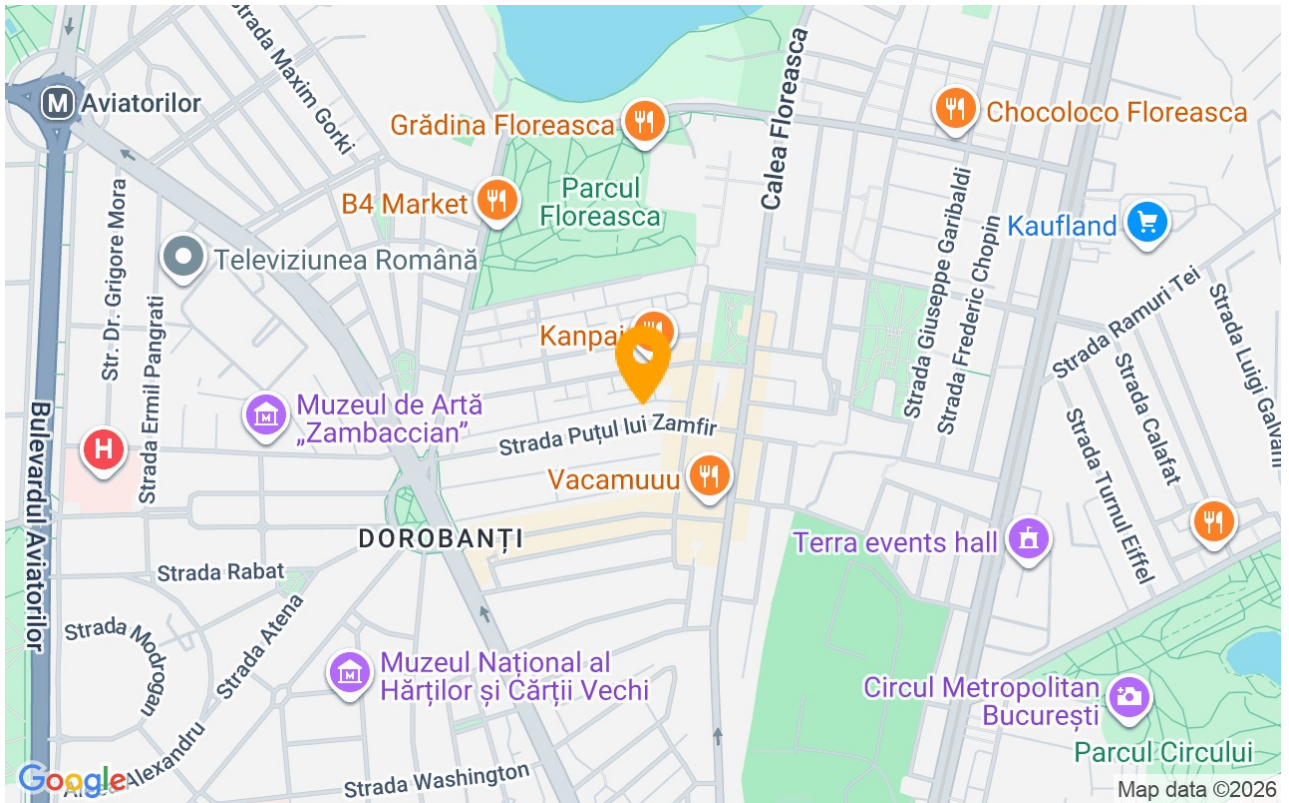 Strada Maxim Gorki
M
Aviatorilor
Grădina Floreasca
Calea Floreasca
Chocoloco Floreasca
B4 Market
Parcul
Floreasca
Kaufland
Televiziunea Română
Str. Dr. Grigore Mora
Strada Ermil Pangrati
Strada Giuseppe Garibaldi
Strada Frederic Chopin
Strada Ramuri Tei
Strada Luigi Galvani
Strada Calafat
Strada Turnul Eiffel
Kanpai
Muzeul de Artă
„Zambaccian”
Strada Puțul lui Zamfir
H
Bulevardul Aviatorilor
Vacamuuu
DOROBANȚI
Terra events hall
Strada Rabat
Strada Atena
Strada Modrogan
Muzeul Național al
Hărților și Cărții Vechi
Circul Metropolitan
București
Parcul Circului
Alexandru
Strada Washington
Google
Map data ©2026